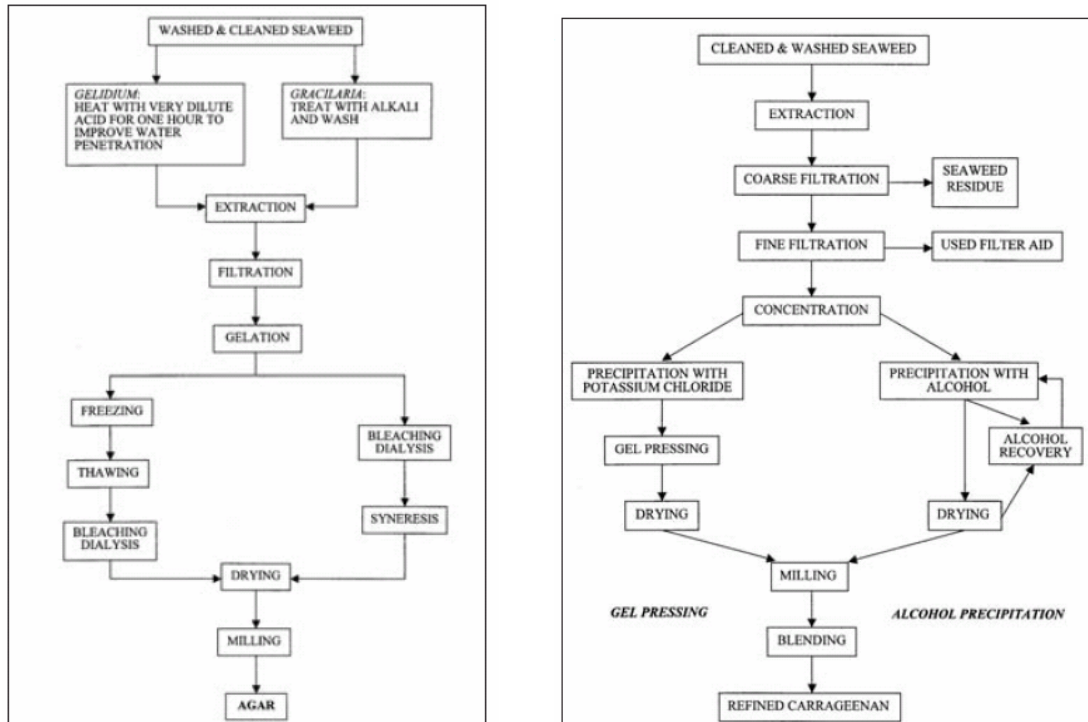 WASHED & CLEANED SEAWEED
GELIDIUM:
HEAT WITH VERY DILUTE
ACID FOR ONE HOUR TO
IMPROVE WATER
PENETRATION
GRACILARIA:
TREAT WITH ALKALI
AND WASH
EXTRACTION
FILTRATION
GELATION
FREEZING
THAWING
BLEACHING
DIALYSIS
BLEACHING
DIALYSIS
SYNERESIS
DRYING
MILLING
AGAR
CLEANED & WASHED SEAWEED
EXTRACTION
COARSE FILTRATION
SEAWEED
RESIDUE
FINE FILTRATION
USED FILTER AID
CONCENTRATION
PRECIPITATION WITH
POTASSIUM CHLORIDE
GEL PRESSING
DRYING
PRECIPITATION WITH
ALCOHOL
ALCOHOL
RECOVERY
DRYING
MILLING
GEL PRESSING
ALCOHOL PRECIPITATION
BLENDING
REFINED CARRAGEENAN